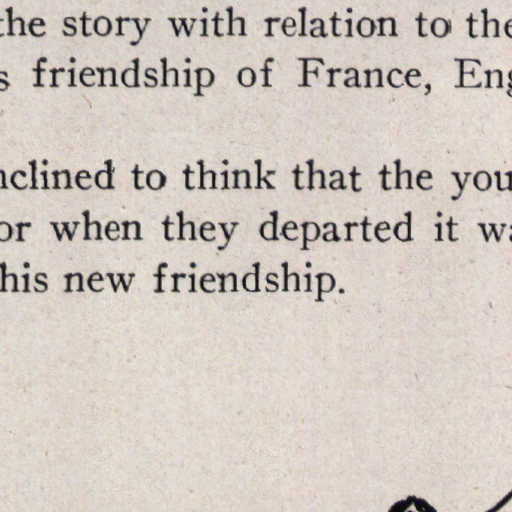 the story with relation to the
s friendship of France, Eng
nclined to think that the you
or when they departed it wa
his new friendship.